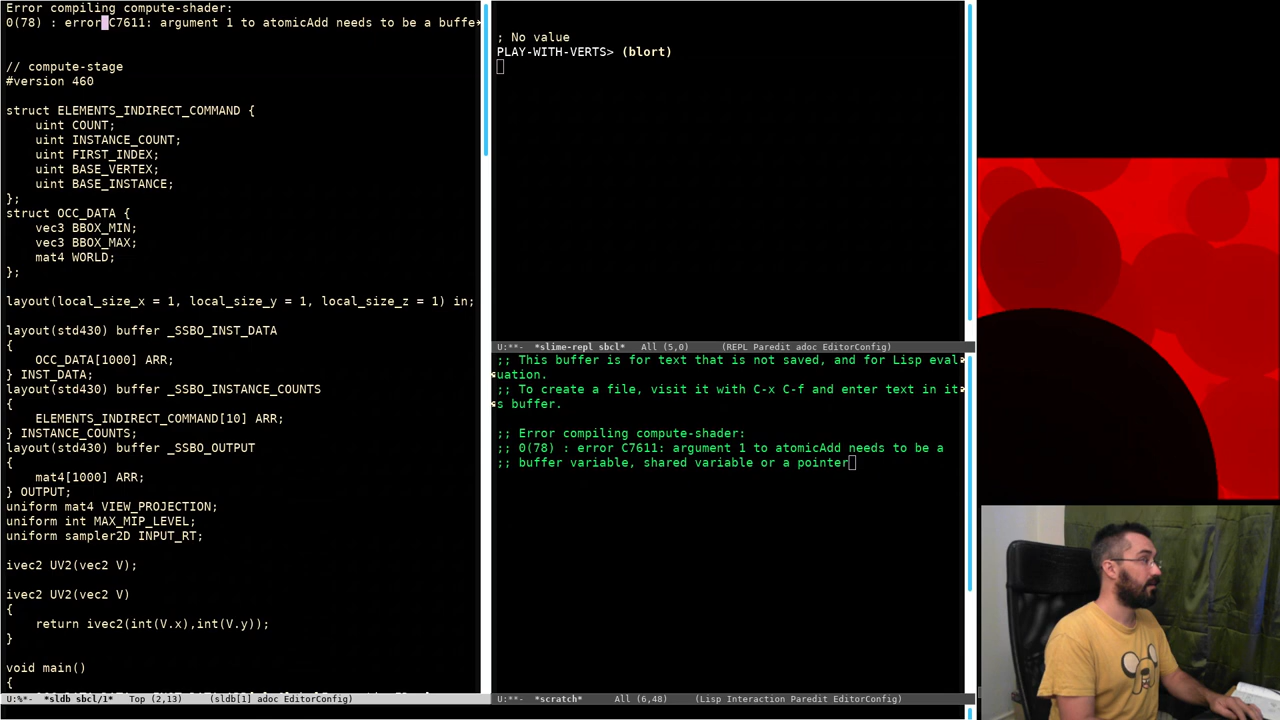 Error compiling compute-shader:
0(78) : error C7611: argument 1 to atomicAdd needs to be a buffe
// compute-stage
#version 460
struct ELEMENTS_INDIRECT_COMMAND {
    uint COUNT;
    uint INSTANCE_COUNT;
    uint FIRST_INDEX;
    uint BASE_VERTEX;
    uint BASE_INSTANCE;
};
struct OCC_DATA {
    vec3 BBOX_MIN;
    vec3 BBOX_MAX;
    mat4 WORLD;
};
layout(local_size_x = 1, local_size_y = 1, local_size_z = 1) in;
layout(std430) buffer _SSBO_INST_DATA
{
    OCC_DATA[1000] ARR;
} INST_DATA;
layout(std430) buffer _SSBO_INSTANCE_COUNTS
{
    ELEMENTS_INDIRECT_COMMAND[10] ARR;
} INSTANCE_COUNTS;
layout(std430) buffer _SSBO_OUTPUT
{
    mat4[1000] ARR;
} OUTPUT;
uniform mat4 VIEW_PROJECTION;
uniform int MAX_MIP_LEVEL;
uniform sampler2D INPUT_RT;
ivec2 UV2(vec2 V);
ivec2 UV2(vec2 V)
{
    return ivec2(int(V.x),int(V.y));
}
void main()
{
U:%*-  *sldb sbcl/1*   Top (2,13)     (sldb[1] adoc EditorConfig)
; No value
PLAY-WITH-VERTS> (blort)
U:**-  *slime-repl sbcl*   All (5,0)     (REPL Paredit adoc EditorConfig)
;; This buffer is for text that is not saved, and for Lisp eval
uation.
;; To create a file, visit it with C-x C-f and enter text in it
s buffer.
;; Error compiling compute-shader:
;; 0(78) : error C7611: argument 1 to atomicAdd needs to be a
;; buffer variable, shared variable or a pointer
U:**-  *scratch*      All (6,48)     (Lisp Interaction Paredit EditorConfig)